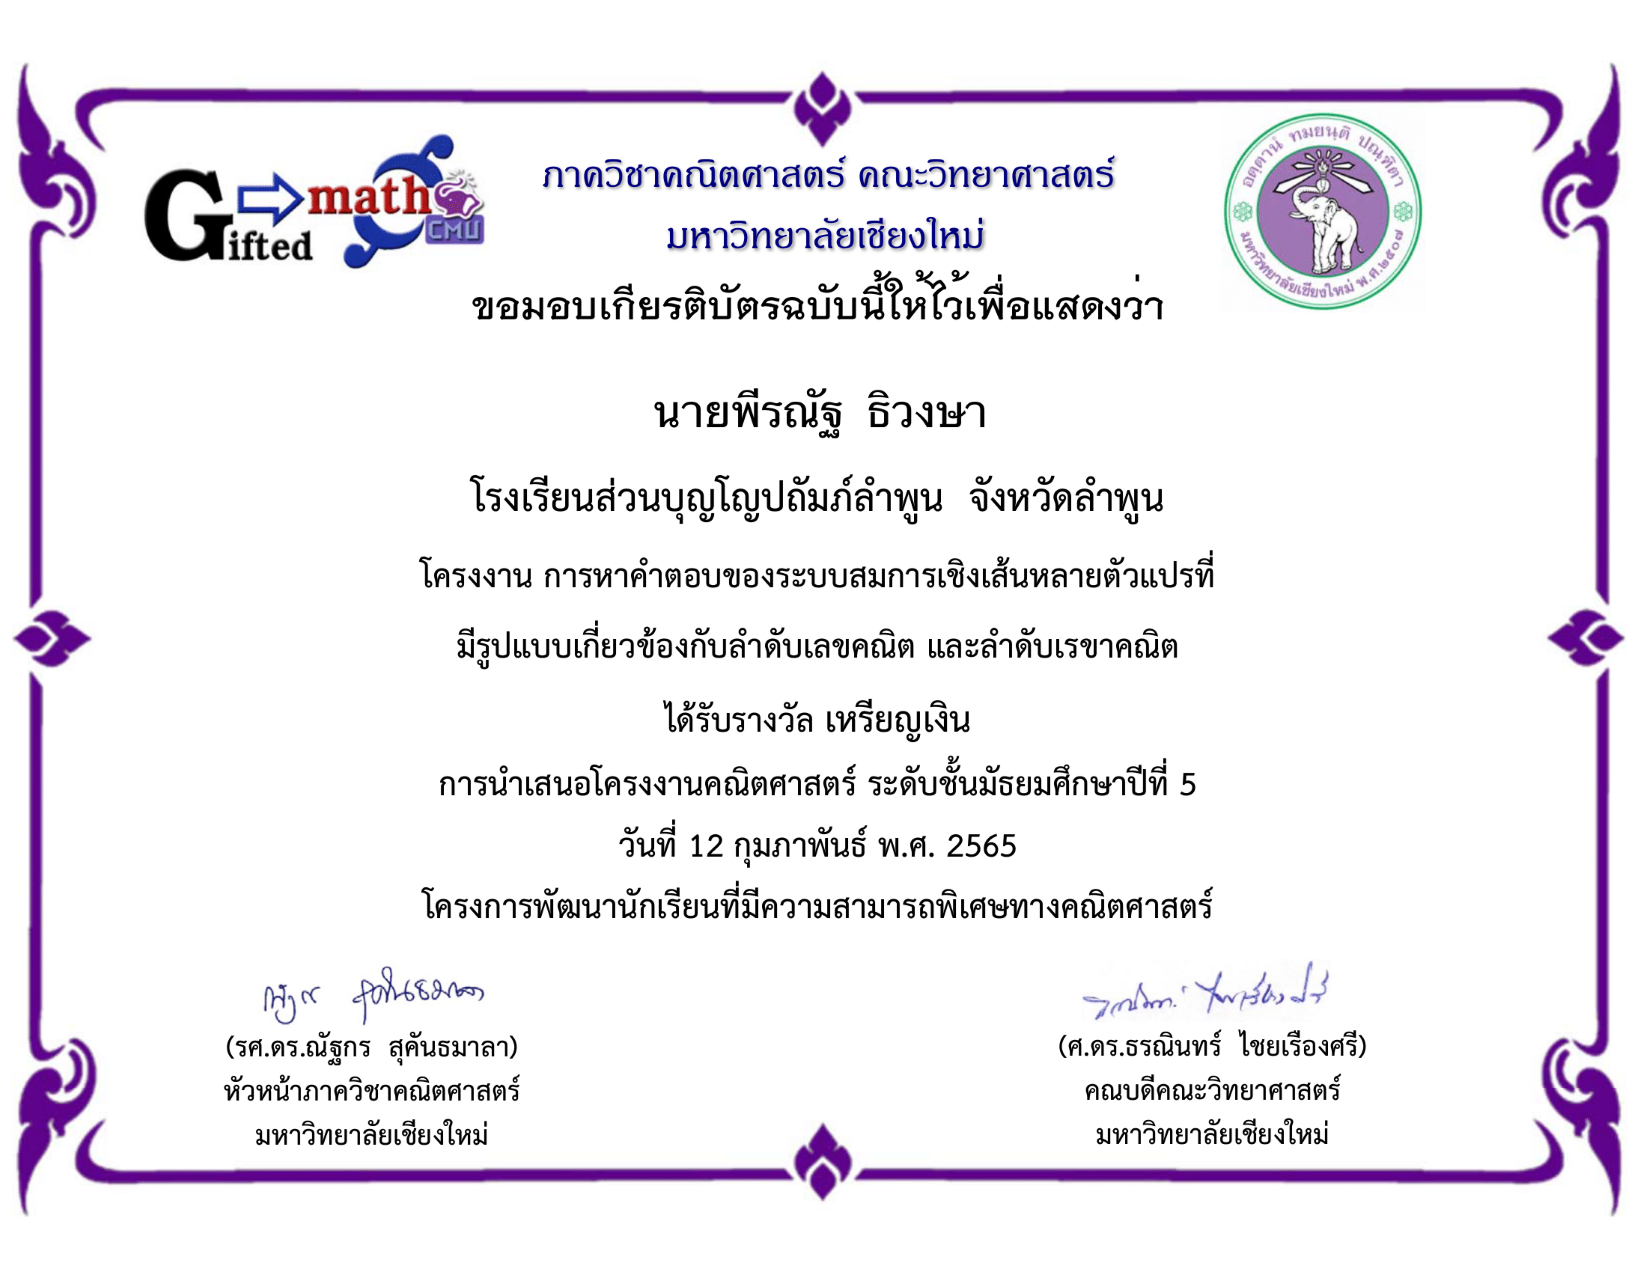 Gifted math CMU
ภาควิชาคณิตศาสตร์ คณะวิทยาศาสตร์
มหาวิทยาลัยเชียงใหม่
อตฺตานํ ทมยนฺติ ปณฺฑิตา
มหาวิทยาลัยเชียงใหม่ พ.ศ.๒๕๐๗
ขอมอบเกียรติบัตรฉบับนี้ให้ไว้เพื่อแสดงว่า
นายพีรณัฐ ธิวงษา
โรงเรียนส่วนบุญโญปถัมภ์ลำพูน จังหวัดลำพูน
โครงงาน การหาคำตอบของระบบสมการเชิงเส้นหลายตัวแปรที่
มีรูปแบบเกี่ยวข้องกับลำดับเลขคณิต และลำดับเรขาคณิต
ได้รับรางวัล เหรียญเงิน
การนำเสนอโครงงานคณิตศาสตร์ ระดับชั้นมัธยมศึกษาปีที่ 5
วันที่ 12 กุมภาพันธ์ พ.ศ. 2565
โครงการพัฒนานักเรียนที่มีความสามารถพิเศษทางคณิตศาสตร์
(รศ.ดร.ณัฐกร สุคันธมาลา)
หัวหน้าภาควิชาคณิตศาสตร์
มหาวิทยาลัยเชียงใหม่
(ศ.ดร.ธรณินทร์ ไชยเรืองศรี)
คณบดีคณะวิทยาศาสตร์
มหาวิทยาลัยเชียงใหม่